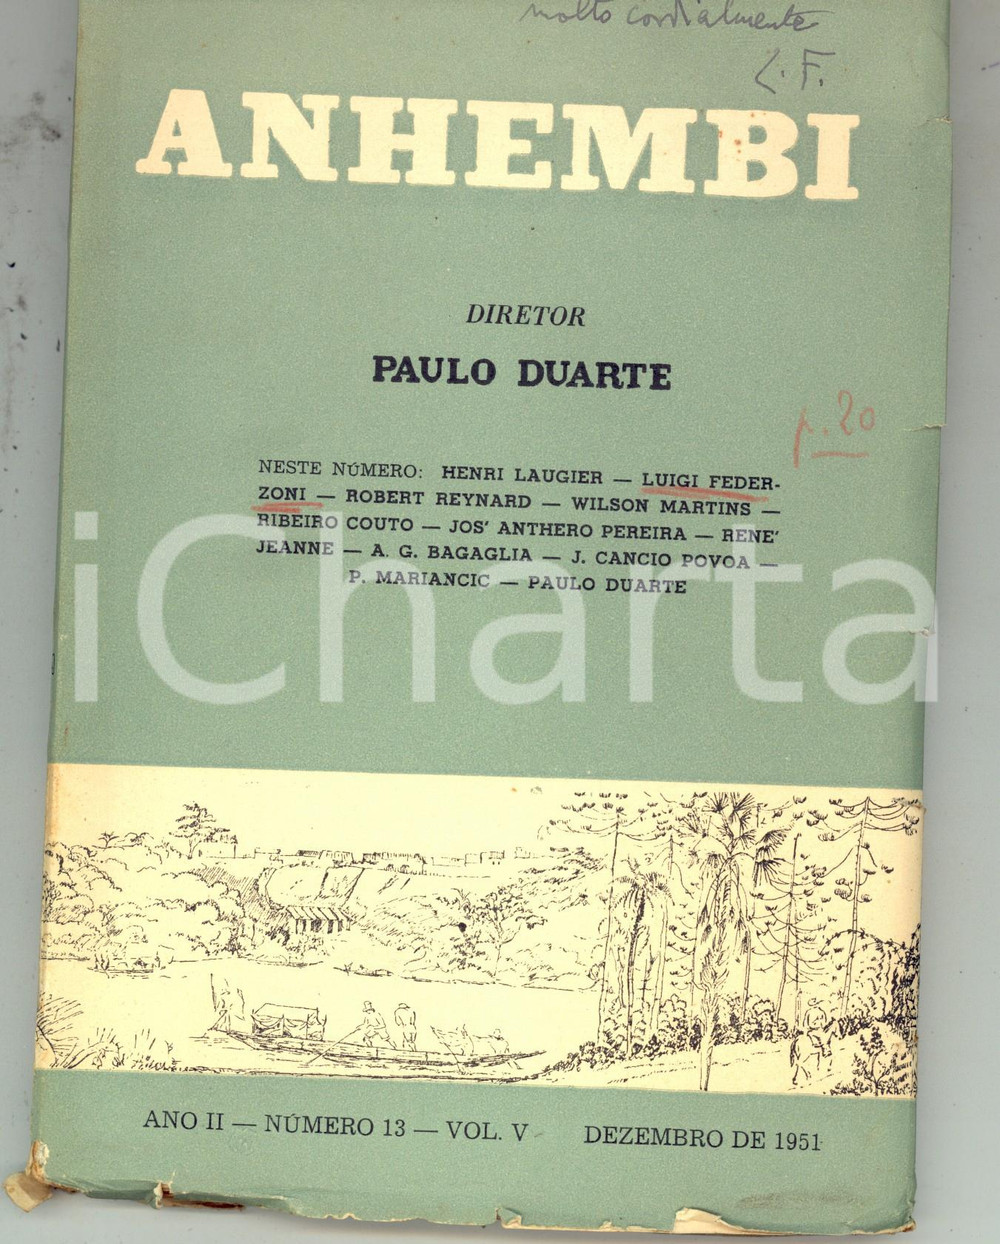 molto cordialmente
L. F.
ANHEMBI
DIRETOR
PAULO DUARTE
p. 20
NESTE NÚMERO: HENRI LAUGIER — LUIGI FEDER-
ZONI — ROBERT REYNARD — WILSON MARTINS —
RIBEIRO COUTO — JOS' ANTHERO PEREIRA — RENE'
JEANNE — A. G. BAGAGLIA — J. CANCIO POVOA —
P. MARIANCIC — PAULO DUARTE
iCharta
ANO II — NÚMERO 13 — VOL. V DEZEMBRO DE 1951